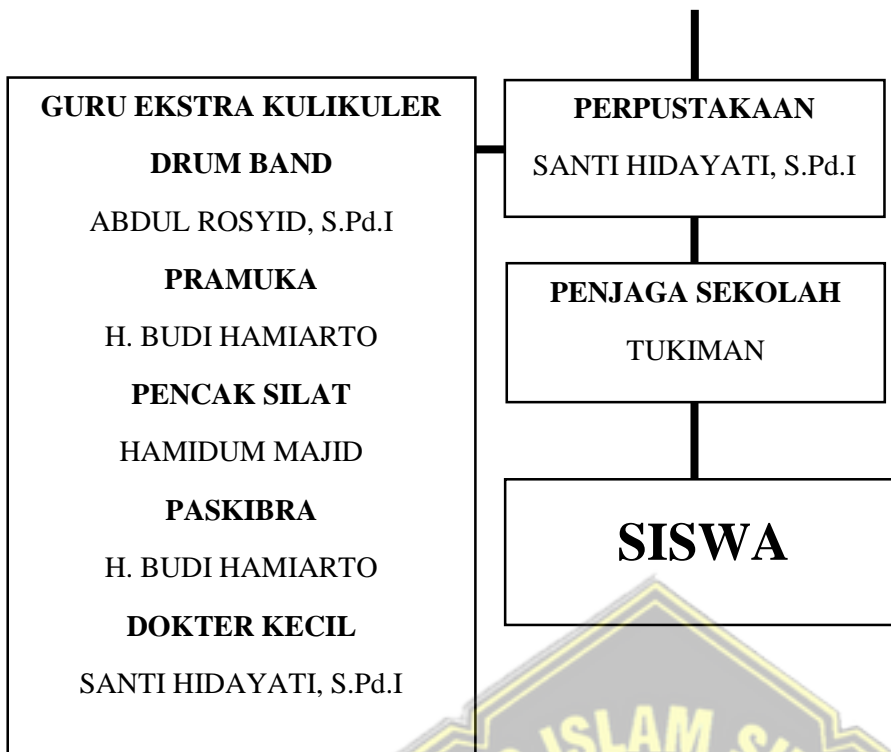 GURU EKSTRA KULIKULER
DRUM BAND
ABDUL ROSYID, S.Pd.I
PRAMUKA
H. BUDI HAMIARTO
PENCAK SILAT
HAMIDUM MAJID
PASKIBRA
H. BUDI HAMIARTO
DOKTER KECIL
SANTI HIDAYATI, S.Pd.I
PERPUSTAKAAN
SANTI HIDAYATI, S.Pd.I
PENJAGA SEKOLAH
TUKIMAN
SISWA
ISLAM